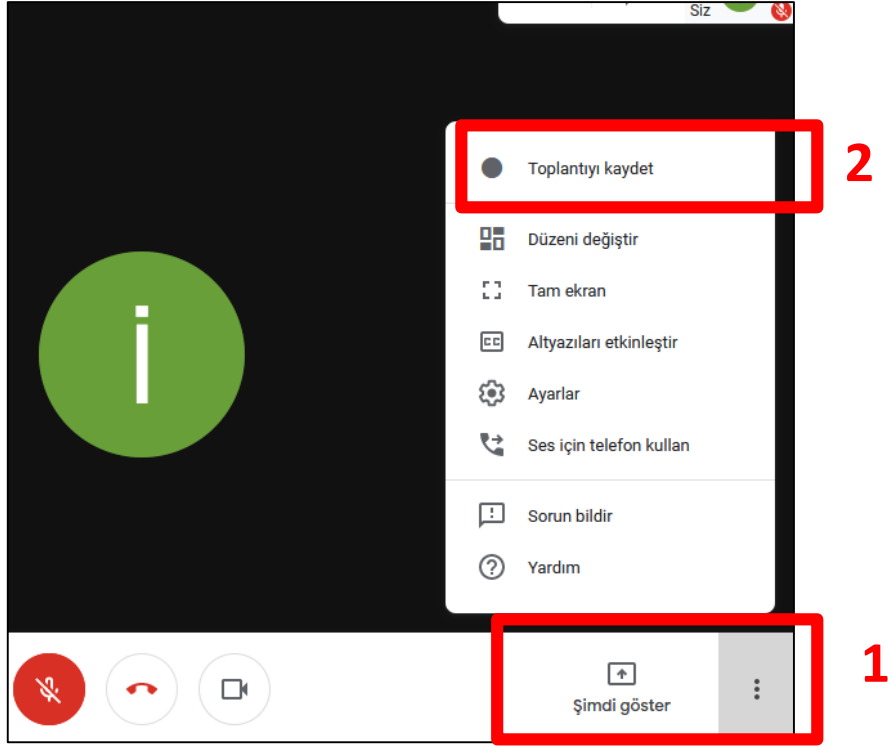 Siz
2
Toplantıyı kaydet
Düzeni değiştir
Tam ekran
Altyazıları etkinleştir
Ayarlar
Ses için telefon kullan
Sorun bildir
Yardım
i
1
Şimdi göster